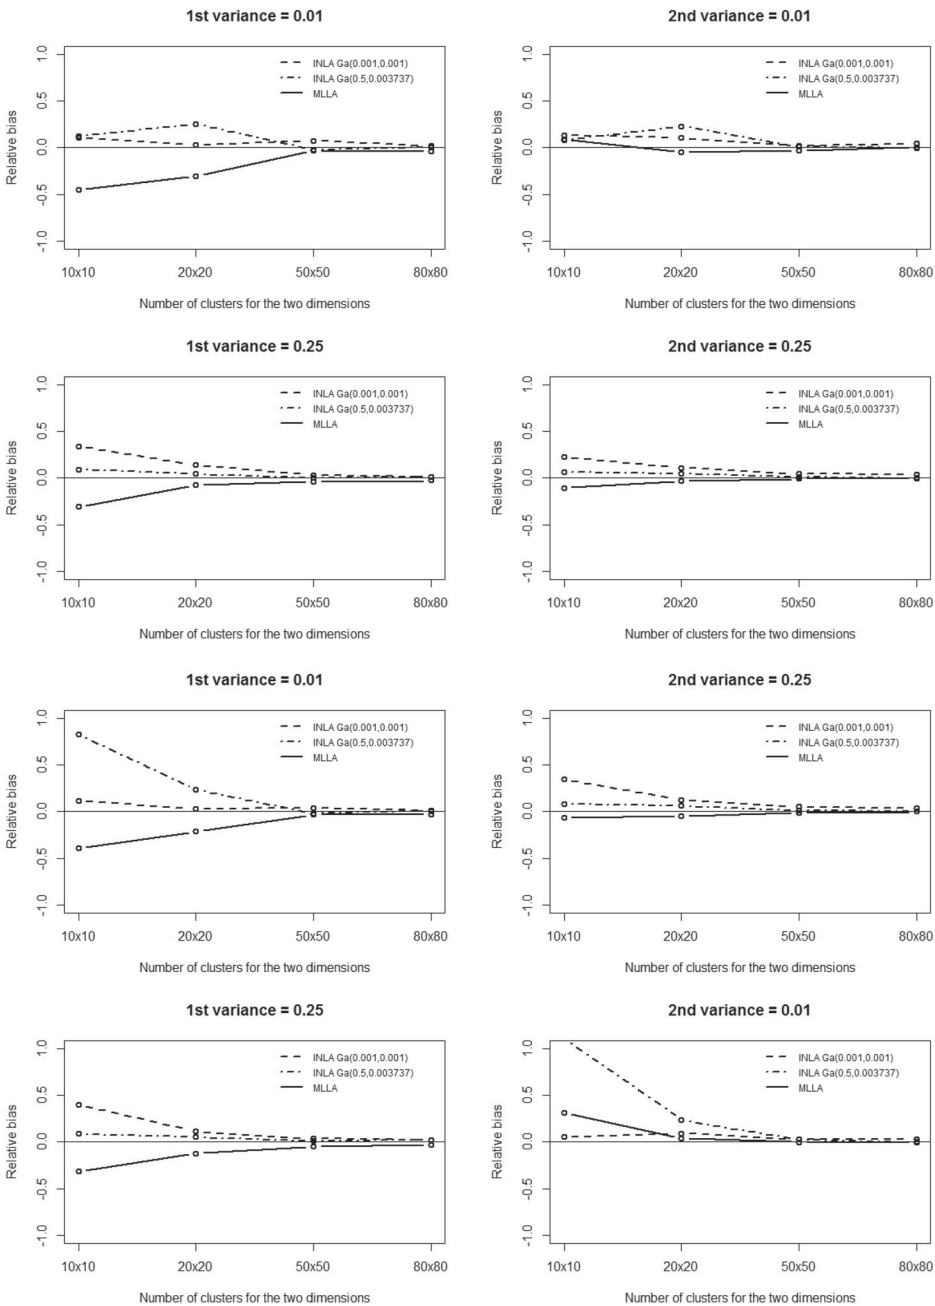 1st variance = 0.01
Relative bias
1.0
0.5
0.0
-0.5
-1.0
INLA Ga(0.001,0.001)
INLA Ga(0.5,0.003737)
MLLA
10x10 20x20 50x50 80x80
Number of clusters for the two dimensions
2nd variance = 0.01
Relative bias
1.0
0.5
0.0
-0.5
-1.0
INLA Ga(0.001,0.001)
INLA Ga(0.5,0.003737)
MLLA
10x10 20x20 50x50 80x80
Number of clusters for the two dimensions
1st variance = 0.25
Relative bias
1.0
0.5
0.0
-0.5
-1.0
INLA Ga(0.001,0.001)
INLA Ga(0.5,0.003737)
MLLA
10x10 20x20 50x50 80x80
Number of clusters for the two dimensions
2nd variance = 0.25
Relative bias
1.0
0.5
0.0
-0.5
-1.0
INLA Ga(0.001,0.001)
INLA Ga(0.5,0.003737)
MLLA
10x10 20x20 50x50 80x80
Number of clusters for the two dimensions
1st variance = 0.01
Relative bias
1.0
0.5
0.0
-0.5
-1.0
INLA Ga(0.001,0.001)
INLA Ga(0.5,0.003737)
MLLA
10x10 20x20 50x50 80x80
Number of clusters for the two dimensions
2nd variance = 0.25
Relative bias
1.0
0.5
0.0
-0.5
-1.0
INLA Ga(0.001,0.001)
INLA Ga(0.5,0.003737)
MLLA
10x10 20x20 50x50 80x80
Number of clusters for the two dimensions
1st variance = 0.25
Relative bias
1.0
0.5
0.0
-0.5
-1.0
INLA Ga(0.001,0.001)
INLA Ga(0.5,0.003737)
MLLA
10x10 20x20 50x50 80x80
Number of clusters for the two dimensions
2nd variance = 0.01
Relative bias
1.0
0.5
0.0
-0.5
-1.0
INLA Ga(0.001,0.001)
INLA Ga(0.5,0.003737)
MLLA
10x10 20x20 50x50 80x80
Number of clusters for the two dimensions